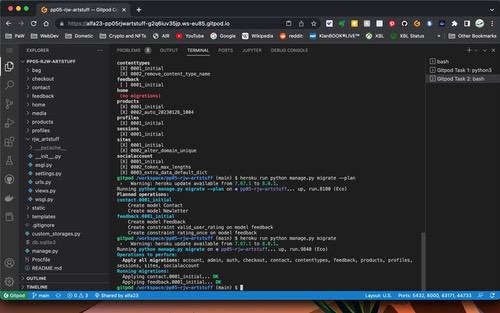 pp05-rjw-artstuff - Gitpod
alfa23-pp05rjwartstuff-g2q6iuv35jp.ws-eu85.gitpod.io
PaW WebDev Dometic Crypto and NFTs Google Wikipedia reddit KlanBOOK#LIVE XBL Status Other Bookmarks
EXPLORER
PROBLEMS OUTPUT TERMINAL PORTS DEBUG CONSOLE
PP05-RJW-ARTSTUFF
bag
checkout
contact
feedback
home
media
products
profiles
rjw_artstuff
__pycache__
__init__.py
asgi.py
settings.py
urls.py
views.py
wsgi.py
static
templates
.gitignore
custom_storages.py
db.sqlite3
manage.py
Procfile
README.md
OUTLINE
TIMELINE
contenttypes
[X] 0001_initial
[X] 0002_remove_content_type_name
feedback
[ ] 0001_initial
home
(no migrations)
products
[X] 0001_initial
[X] 0002_auto_20230126_1004
profiles
[X] 0001_initial
sessions
[X] 0001_initial
sites
[X] 0001_initial
[X] 0002_alter_domain_unique
socialaccount
[X] 0001_initial
[X] 0002_token_max_lengths
[X] 0003_extra_data_default_dict
gitpod /workspace/pp05-rjw-artstuff (main) $ heroku run python manage.py migrate --plan
› Warning: heroku update available from 7.67.1 to 8.0.1.
Running python manage.py migrate --plan on pp05-rjw-artstuff... up, run.8100 (Eco)
Planned operations:
contact.0001_initial
Create model Contact
Create model Newletter
feedback.0001_initial
Create model Feedback
Create constraint valid_user_rating on model feedback
Create constraint rating_once on model feedback
gitpod /workspace/pp05-rjw-artstuff (main) $ heroku run python manage.py migrate
› Warning: heroku update available from 7.67.1 to 8.0.1.
Running python manage.py migrate on pp05-rjw-artstuff... up, run.9840 (Eco)
Operations to perform:
Apply all migrations: account, admin, auth, checkout, contact, contenttypes, feedback, products, profiles, sessions, sites, socialaccount
Running migrations:
Applying contact.0001_initial... OK
Applying feedback.0001_initial... OK
gitpod /workspace/pp05-rjw-artstuff (main) $
bash
Gitpod Task 1: python3
Gitpod Task 2: bash
Gitpod main 0 8 3 Shared by alfa23 Layout: U.S. Ports: 5432, 8000, 63171, 44733